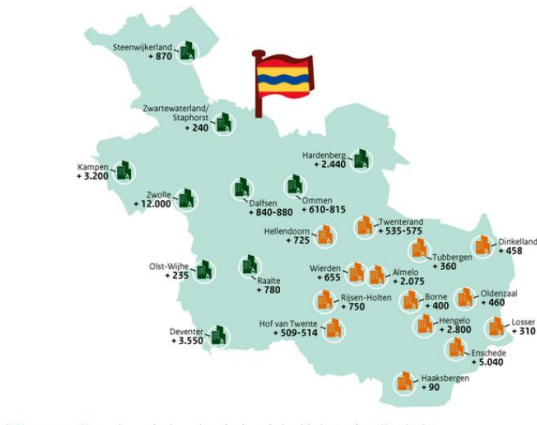 Steenwijkerland
+ 870
Zwartewaterland/
Staphorst
+ 240
Hardenberg
+ 2.440
Kampen
+ 3.200
Zwolle
+ 12.000
Dalfsen
+ 840-880
Ommen
+ 610-815
Hellendoorn
+ 725
Twenterand
+ 535-575
Tubbergen
+ 360
Dinkelland
+ 458
Olst-Wijhe
+ 235
Raalte
+ 780
Wierden
+ 655
Almelo
+ 2.075
Rijsen-Holten
+ 750
Borne
+ 400
Oldenzaal
+ 460
Deventer
+ 3.550
Hof van Twente
+ 509-514
Hengelo
+ 2.800
Losser
+ 310
Enschede
+ 5.040
Haaksbergen
+ 90